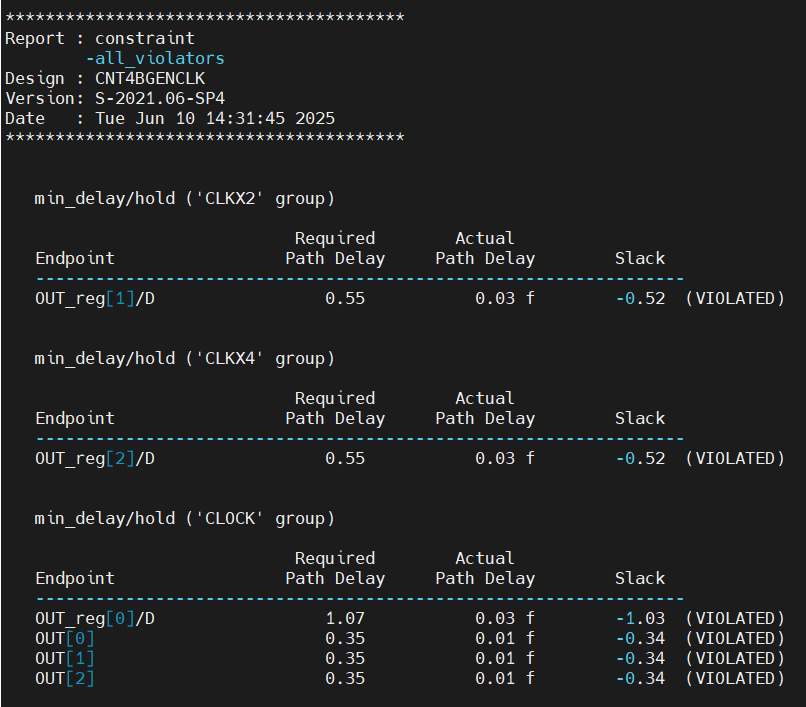 ****************************************
Report : constraint
        -all_violators
Design : CNT4BGENCLK
Version: S-2021.06-SP4
Date   : Tue Jun 10 14:31:45 2025
****************************************
   min_delay/hold ('CLKX2' group)
                             Required        Actual
   Endpoint                 Path Delay     Path Delay        Slack
   -----------------------------------------------------------------
   OUT_reg[1]/D                 0.55           0.03 f        -0.52  (VIOLATED)
   min_delay/hold ('CLKX4' group)
                             Required        Actual
   Endpoint                 Path Delay     Path Delay        Slack
   -----------------------------------------------------------------
   OUT_reg[2]/D                 0.55           0.03 f        -0.52  (VIOLATED)
   min_delay/hold ('CLOCK' group)
                             Required        Actual
   Endpoint                 Path Delay     Path Delay        Slack
   -----------------------------------------------------------------
   OUT_reg[0]/D                 1.07           0.03 f        -1.03  (VIOLATED)
   OUT[0]                       0.35           0.01 f        -0.34  (VIOLATED)
   OUT[1]                       0.35           0.01 f        -0.34  (VIOLATED)
   OUT[2]                       0.35           0.01 f        -0.34  (VIOLATED)